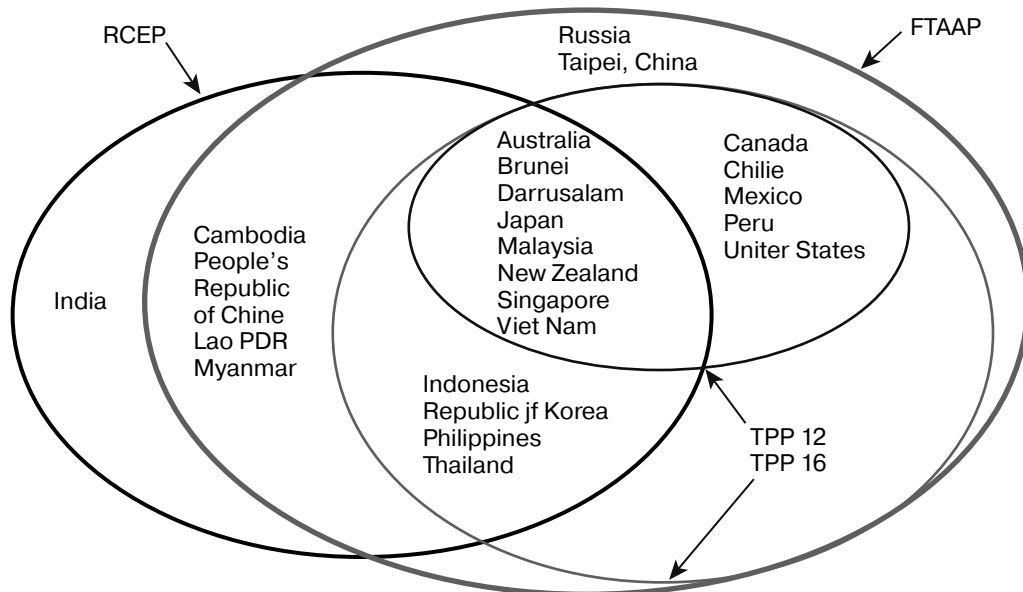 RCEP
FTAAP
Russia
Taipei, China
Australia
Brunei
Darrusalam
Japan
Malaysia
New Zealand
Singapore
Viet Nam
Canada
Chilie
Mexico
Peru
Uniter States
Cambodia
People’s
Republic
of Chine
Lao PDR
Myanmar
India
Indonesia
Republic jf Korea
Philippines
Thailand
TPP 12
TPP 16